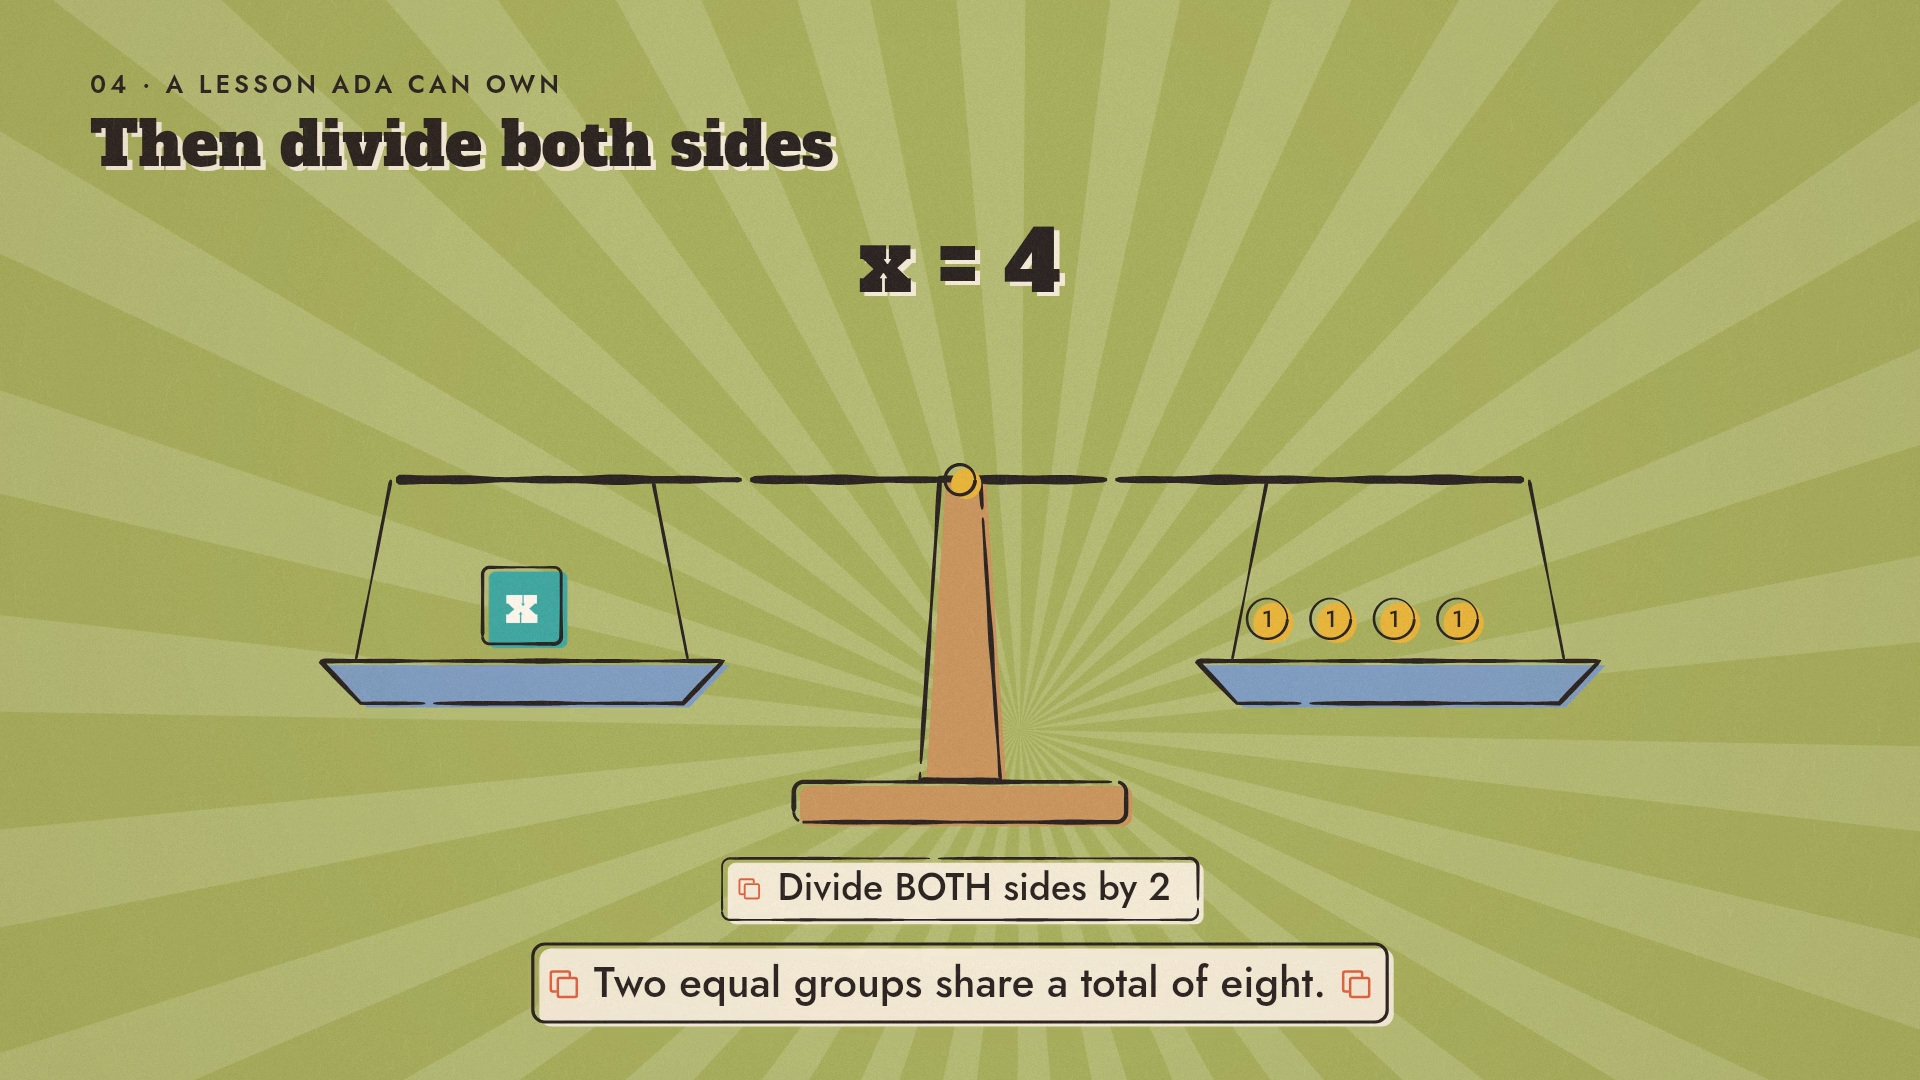 04 · A LESSON ADA CAN OWN
Then divide both sides
x = 4
x
1 1 1 1
Divide BOTH sides by 2
Two equal groups share a total of eight.